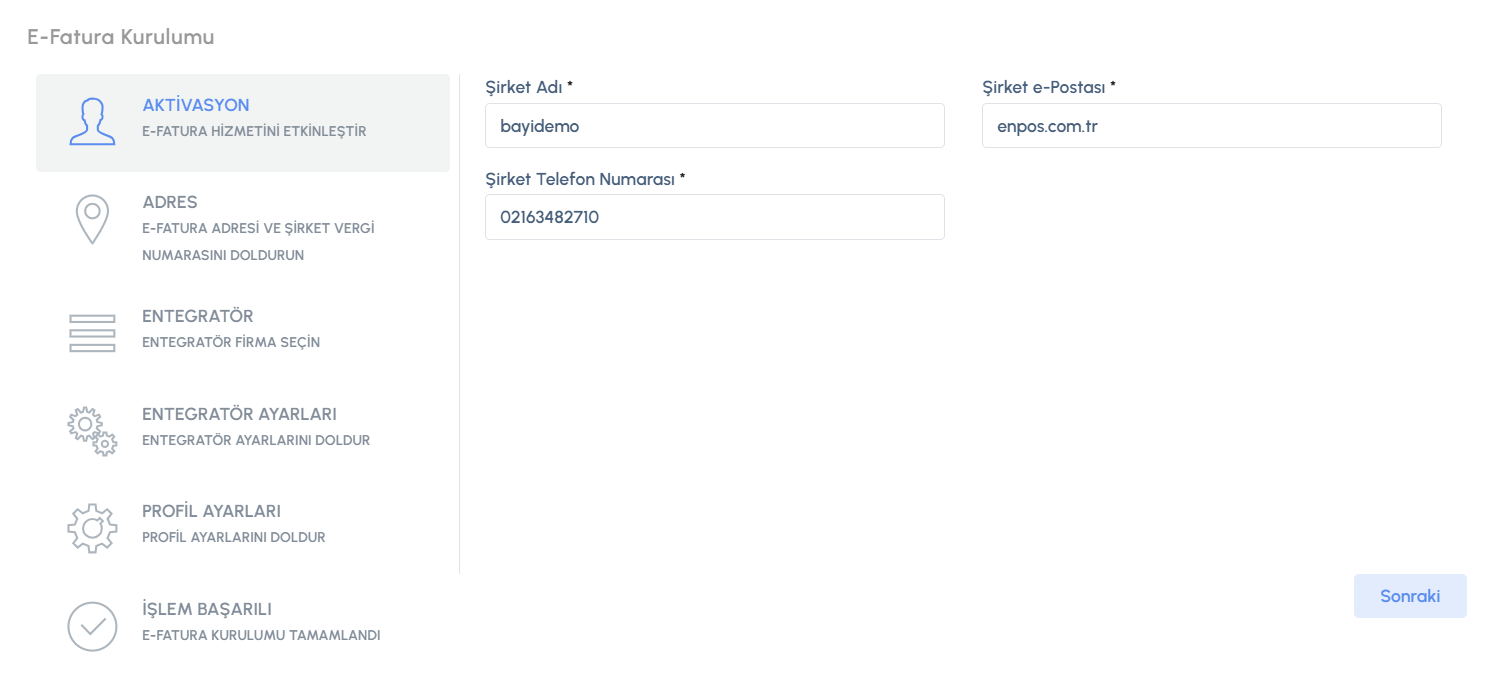 E-Fatura Kurulumu
AKTİVASYON
E-FATURA HİZMETİNİ ETKİNLEŞTİR
ADRES
E-FATURA ADRESİ VE ŞİRKET VERGİ
NUMARASINI DOLDURUN
ENTEGRATÖR
ENTEGRATÖR FİRMA SEÇİN
ENTEGRATÖR AYARLARI
ENTEGRATÖR AYARLARINI DOLDUR
PROFİL AYARLARI
PROFİL AYARLARINI DOLDUR
İŞLEM BAŞARILI
E-FATURA KURULUMU TAMAMLANDI
Şirket Adı *
bayidemo
Şirket e-Postası *
enpos.com.tr
Şirket Telefon Numarası *
02163482710
Sonraki